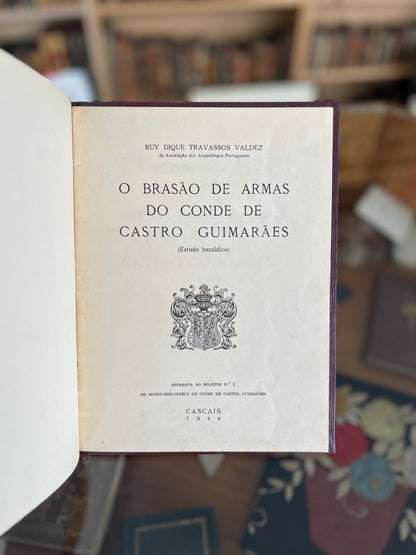 RUY DIQUE TRAVASSOS VALDEZ
da Associação dos Arqueólogos Portugueses
O BRASÃO DE ARMAS
DO CONDE DE
CASTRO GUIMARÃES
(Estudo heráldico)
SEPARATA DO BOLETIM N.º 1
DO MUSEU-BIBLIOTECA DO CONDE DE CASTRO GUIMARÃES
CASCAIS
1944